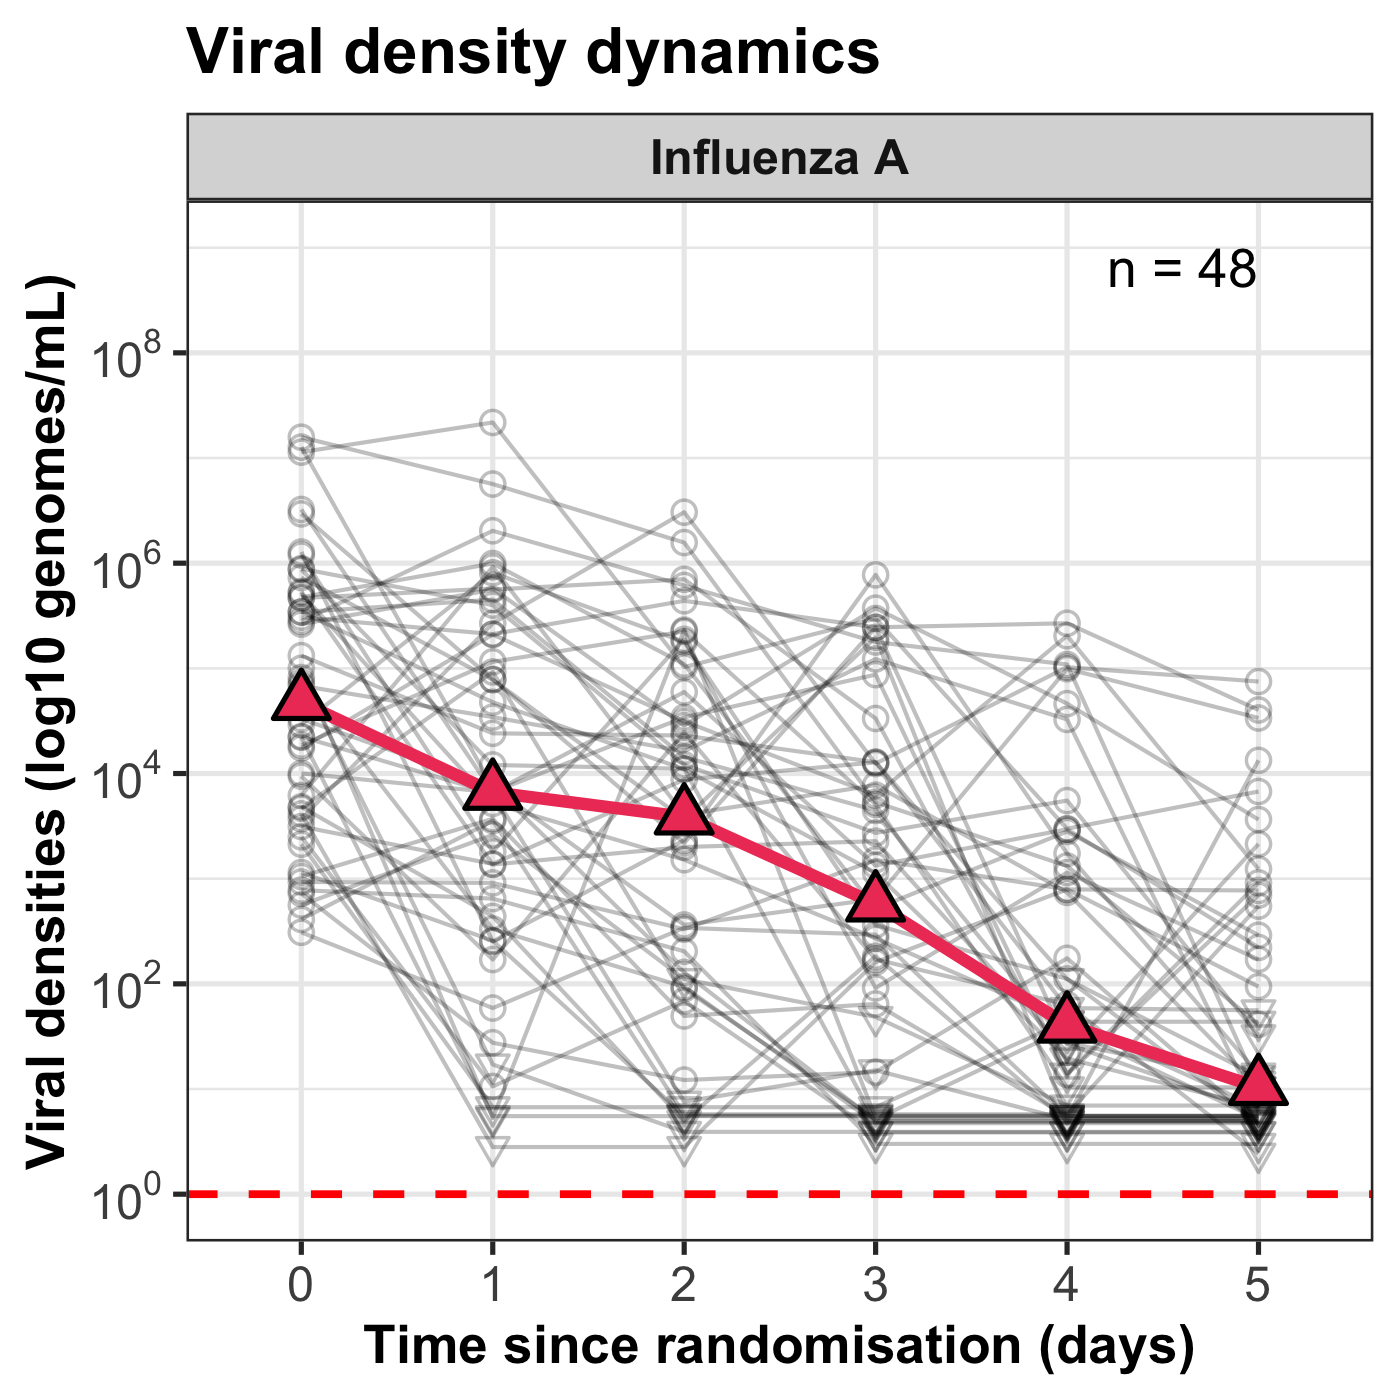 Viral density dynamics
Influenza A
n = 48
Viral densities (log10 genomes/mL)
10⁸
10⁶
10⁴
10²
10⁰
0 1 2 3 4 5
Time since randomisation (days)